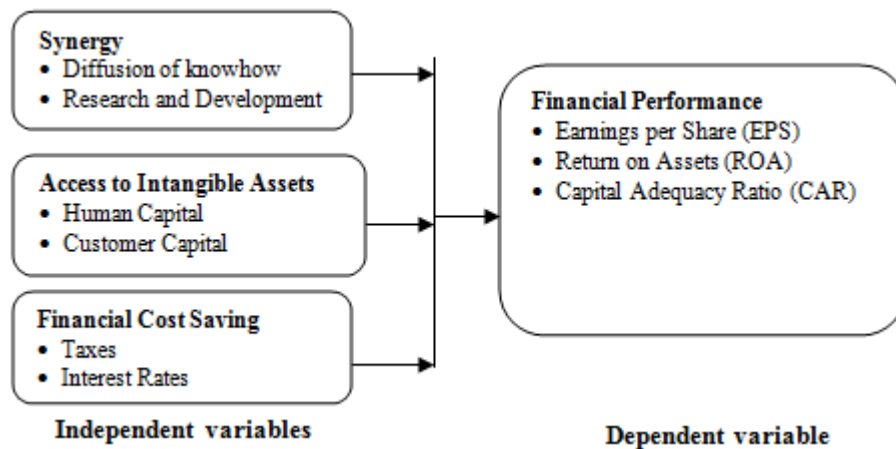 Synergy
• Diffusion of knowhow
• Research and Development
Access to Intangible Assets
• Human Capital
• Customer Capital
Financial Cost Saving
• Taxes
• Interest Rates
Independent variables
Financial Performance
• Earnings per Share (EPS)
• Return on Assets (ROA)
• Capital Adequacy Ratio (CAR)
Dependent variable